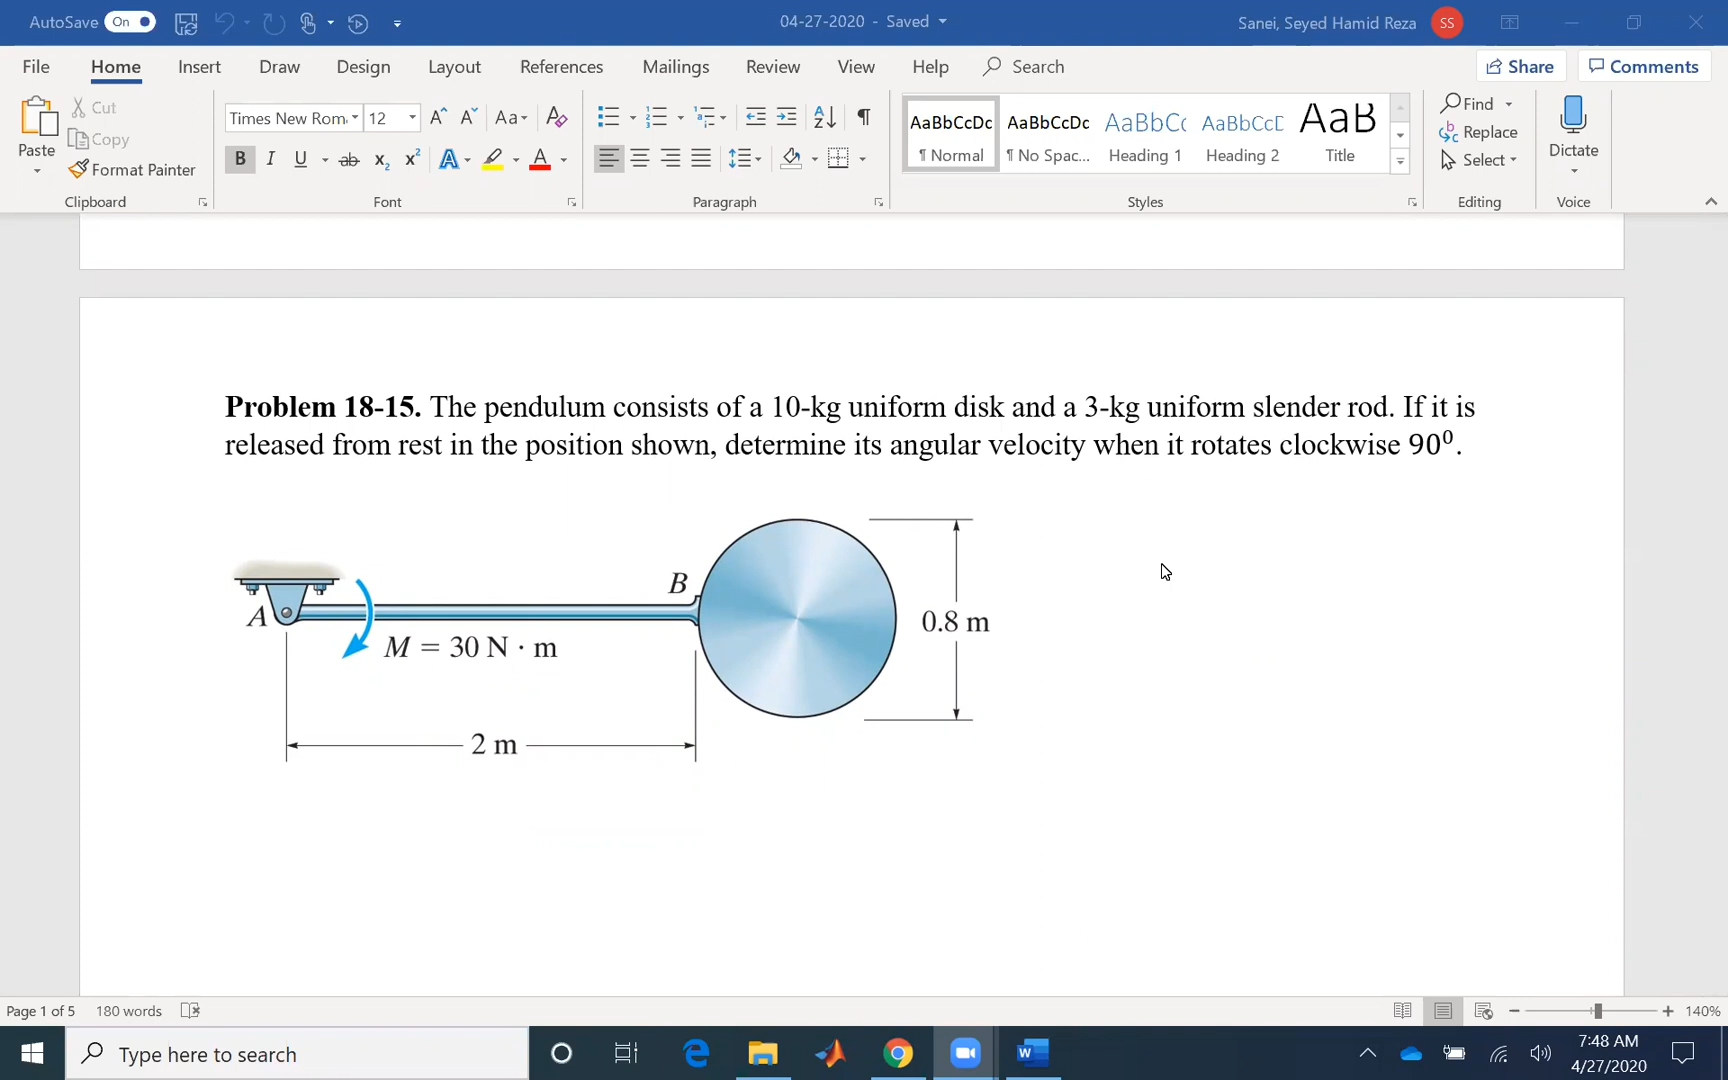 AutoSave On
04-27-2020 - Saved
Sanei, Seyed Hamid Reza SS
File Home Insert Draw Design Layout References Mailings Review View Help Search Share Comments
Paste
Cut
Copy
Format Painter
Clipboard
Times New Rom
12
Aa
B I U ab x₂ x² A A
Font
Paragraph
AaBbCcDc
¶ Normal
AaBbCcDc
¶ No Spac...
AaBbCc
Heading 1
AaBbCcD
Heading 2
AaB
Title
Styles
Find
Replace
Select
Editing
Dictate
Voice
Problem 18-15. The pendulum consists of a 10-kg uniform disk and a 3-kg uniform slender rod. If it is
released from rest in the position shown, determine its angular velocity when it rotates clockwise 90⁰.
B
A
0.8 m
M = 30 N · m
2 m
Page 1 of 5 180 words
140%
Type here to search
7:48 AM
4/27/2020